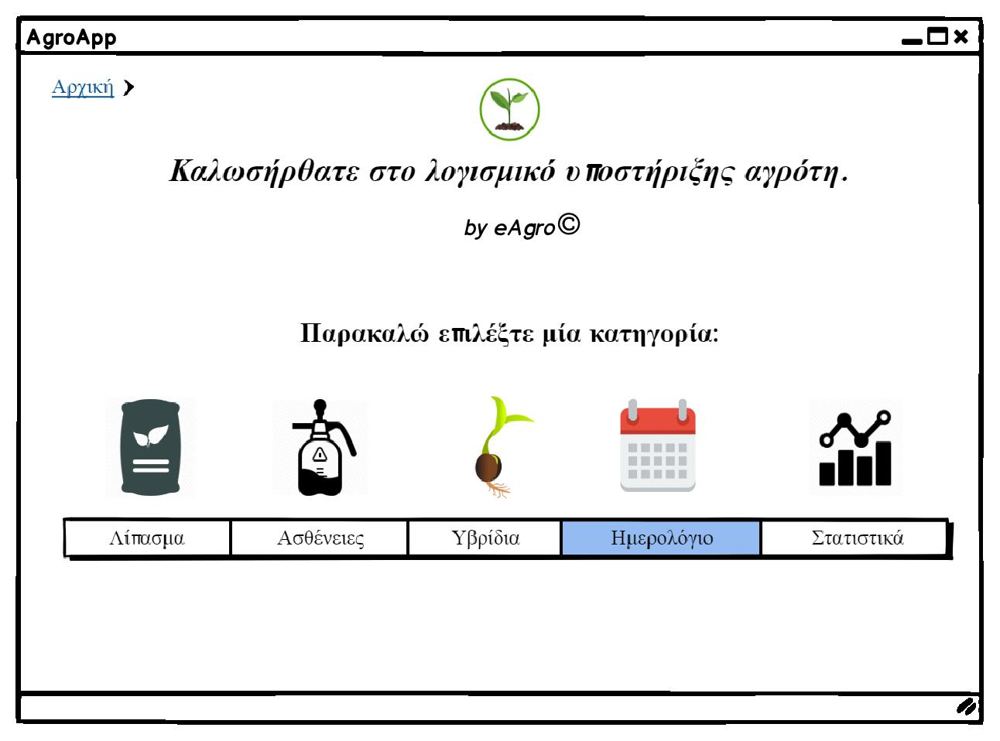 AgroApp
Αρχική
Καλωσήρθατε στο λογισμικό υποστήριξης αγρότη.
by eAgro©
Παρακαλώ επιλέξτε μία κατηγορία:
Λίπασμα Ασθένειες Υβρίδια Ημερολόγιο Στατιστικά